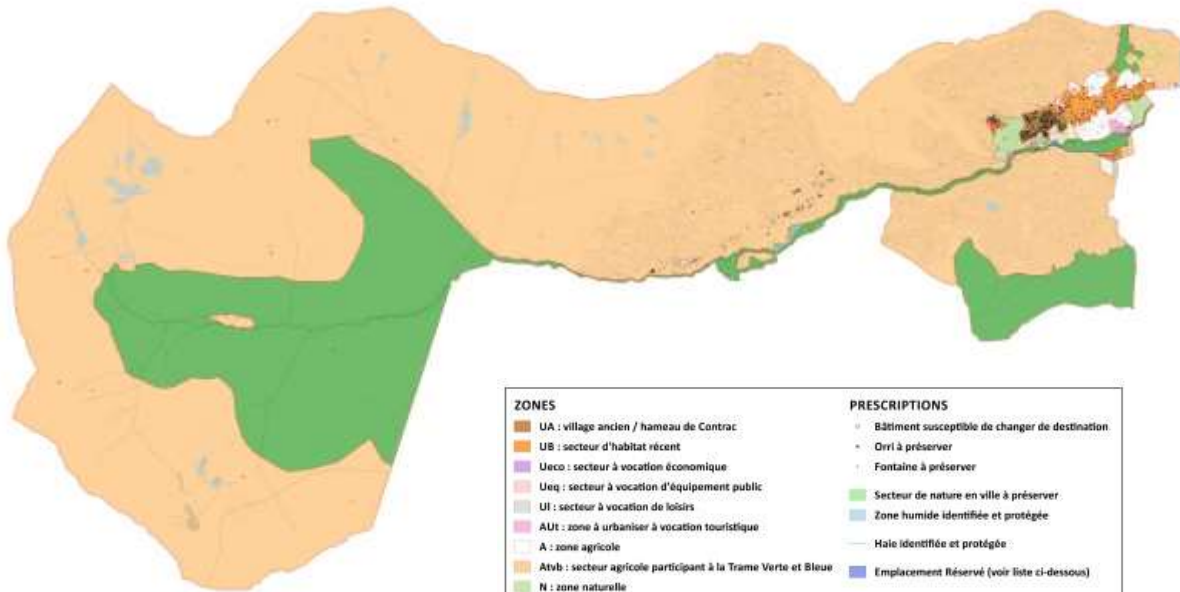 ZONES
UA : village ancien / hameau de Contrac
UB : secteur d'habitat récent
Ueco : secteur à vocation économique
Ueq : secteur à vocation d'équipement public
Ul : secteur à vocation de loisirs
AUt : zone à urbaniser à vocation touristique
A : zone agricole
Atvb : secteur agricole participant à la Trame Verte et Bleue
N : zone naturelle
PRESCRIPTIONS
Bâtiment susceptible de changer de destination
Orri à préserver
Fontaine à préserver
Secteur de nature en ville à préserver
Zone humide identifiée et protégée
Haie identifiée et protégée
Emplacement Réservé (voir liste ci-dessous)